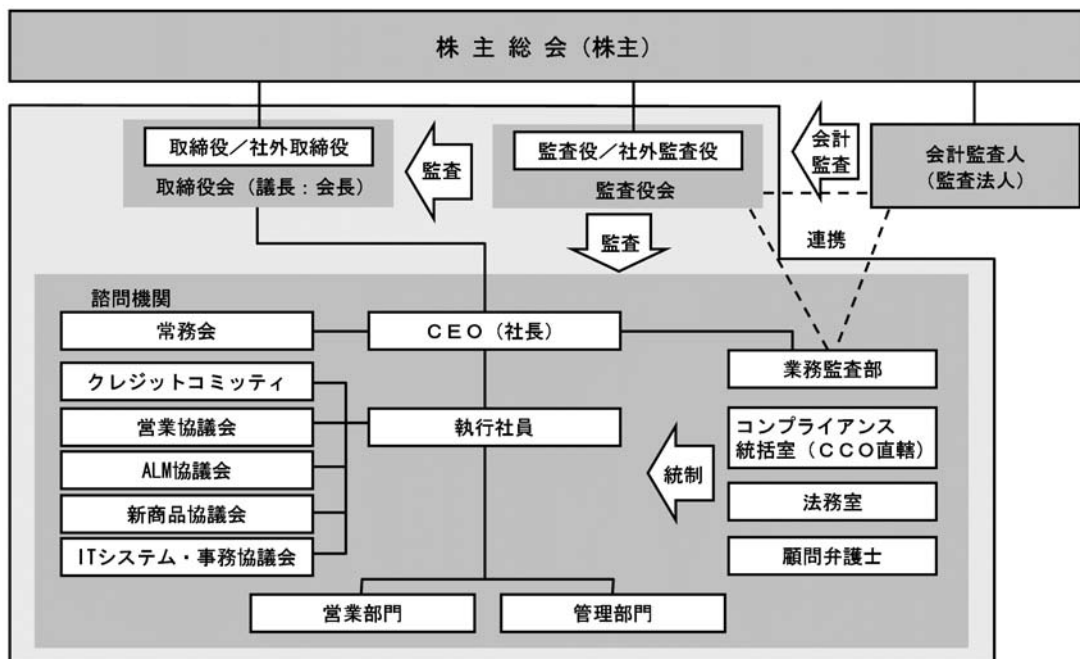 株 主 総 会（株主）
取締役／社外取締役
取締役会（議長：会長）
監査
監査役／社外監査役
監査役会
会計
監査
会計監査人
（監査法人）
監査
連携
諮問機関
常務会
ＣＥＯ（社長）
業務監査部
クレジットコミッティ
営業協議会
執行社員
コンプライアンス
統括室（ＣＣＯ直轄）
ALM協議会
統制
新商品協議会
法務室
ITシステム・事務協議会
顧問弁護士
営業部門
管理部門